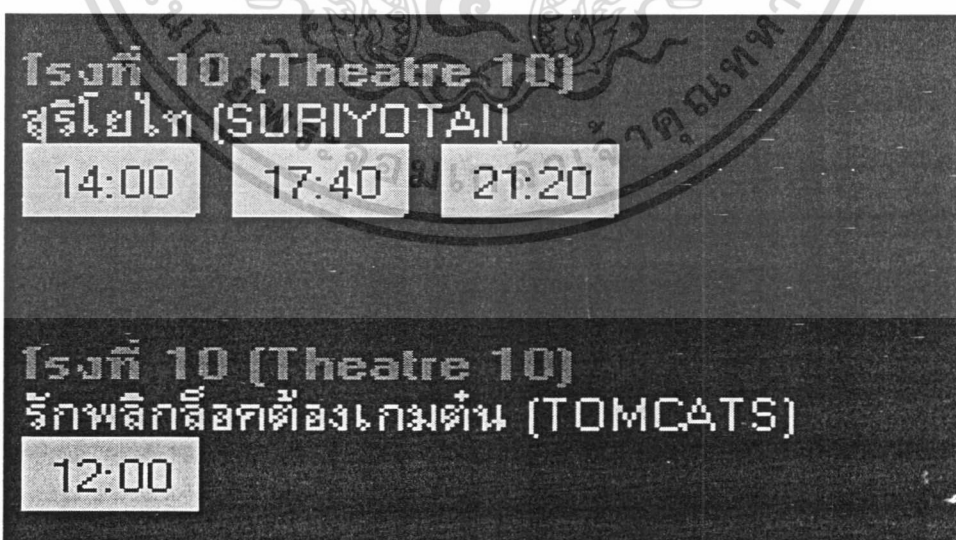 โรงที่ 10 (Theatre 10)
สุริโยไท (SURIYOTAI)
14:00 17:40 21:20
โรงที่ 10 (Theatre 10)
รักพลิกล็อคต้องเกมต๋น (TOMCATS)
12:00